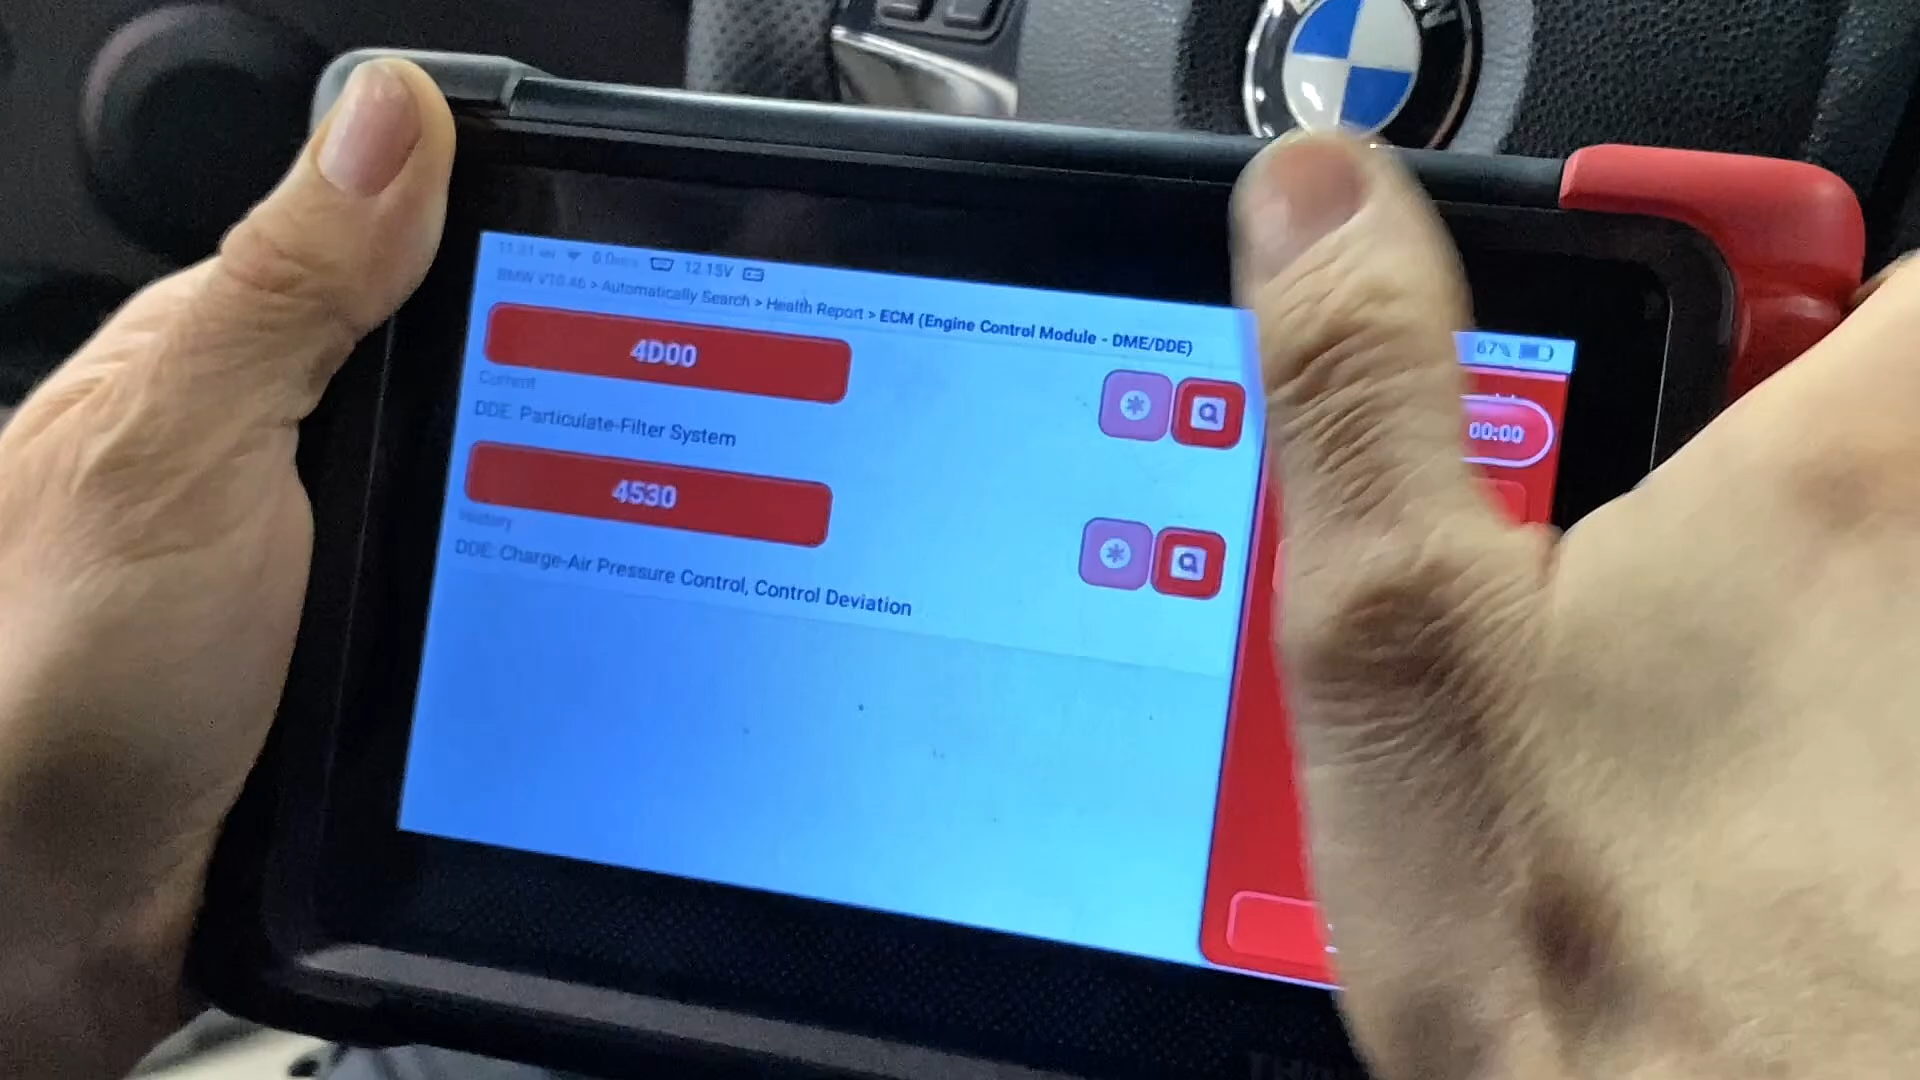 12.15V
67%
BMW V10.46 > Automatically Search > Health Report > ECM (Engine Control Module - DME/DDE)
4D00
Current
DDE: Particulate-Filter System
00:00
4530
History
DDE: Charge-Air Pressure Control, Control Deviation